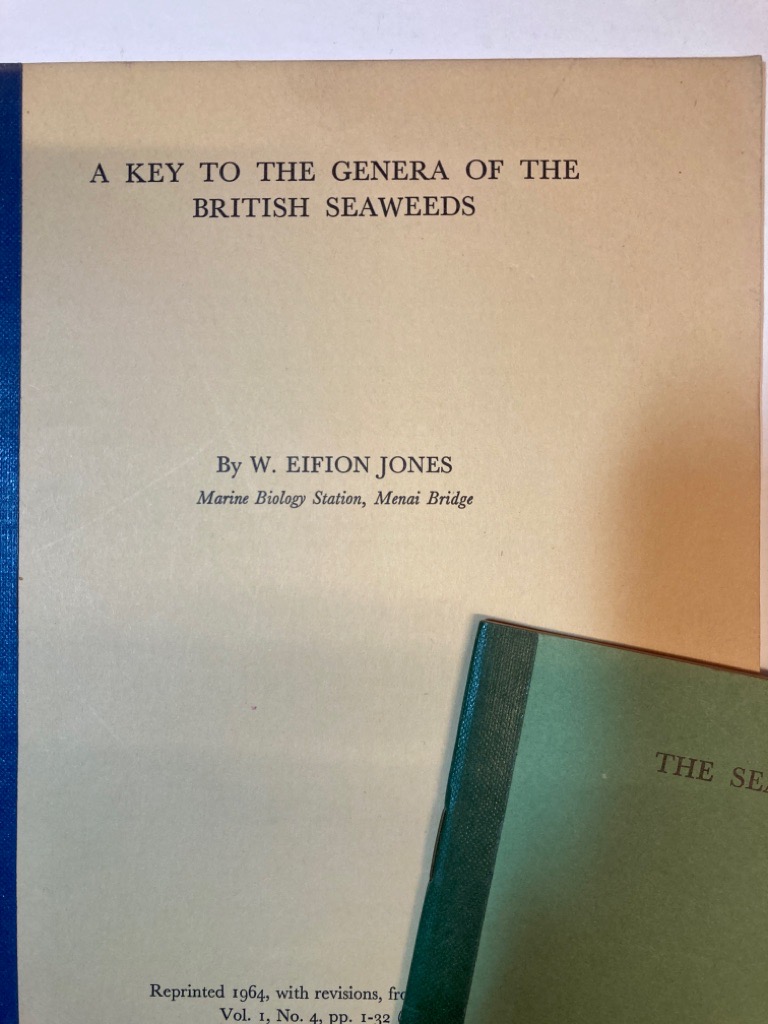 A KEY TO THE GENERA OF THE
BRITISH SEAWEEDS
By W. EIFION JONES
Marine Biology Station, Menai Bridge
THE
Reprinted 1964, with revisions,
Vol. 1, No. 4, pp. 1-32